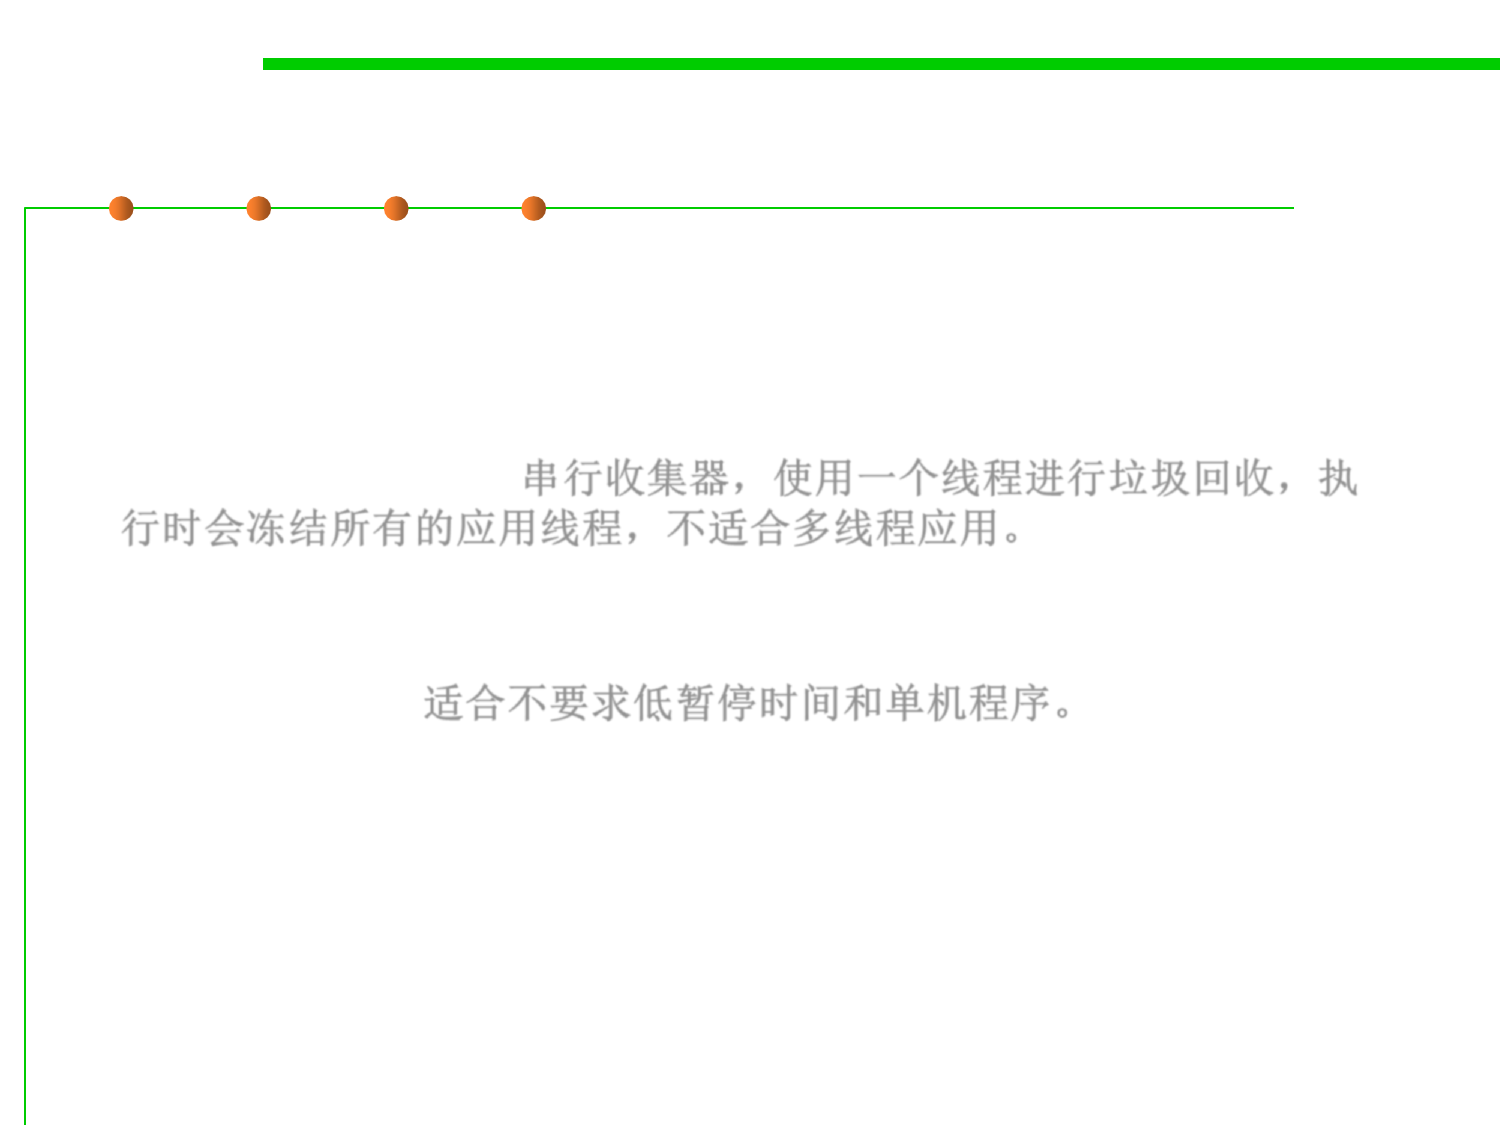 串行收集器，使用一个线程进行垃圾回收，执
行时会冻结所有的应用线程，不适合多线程应用。
适合不要求低暂停时间和单机程序。